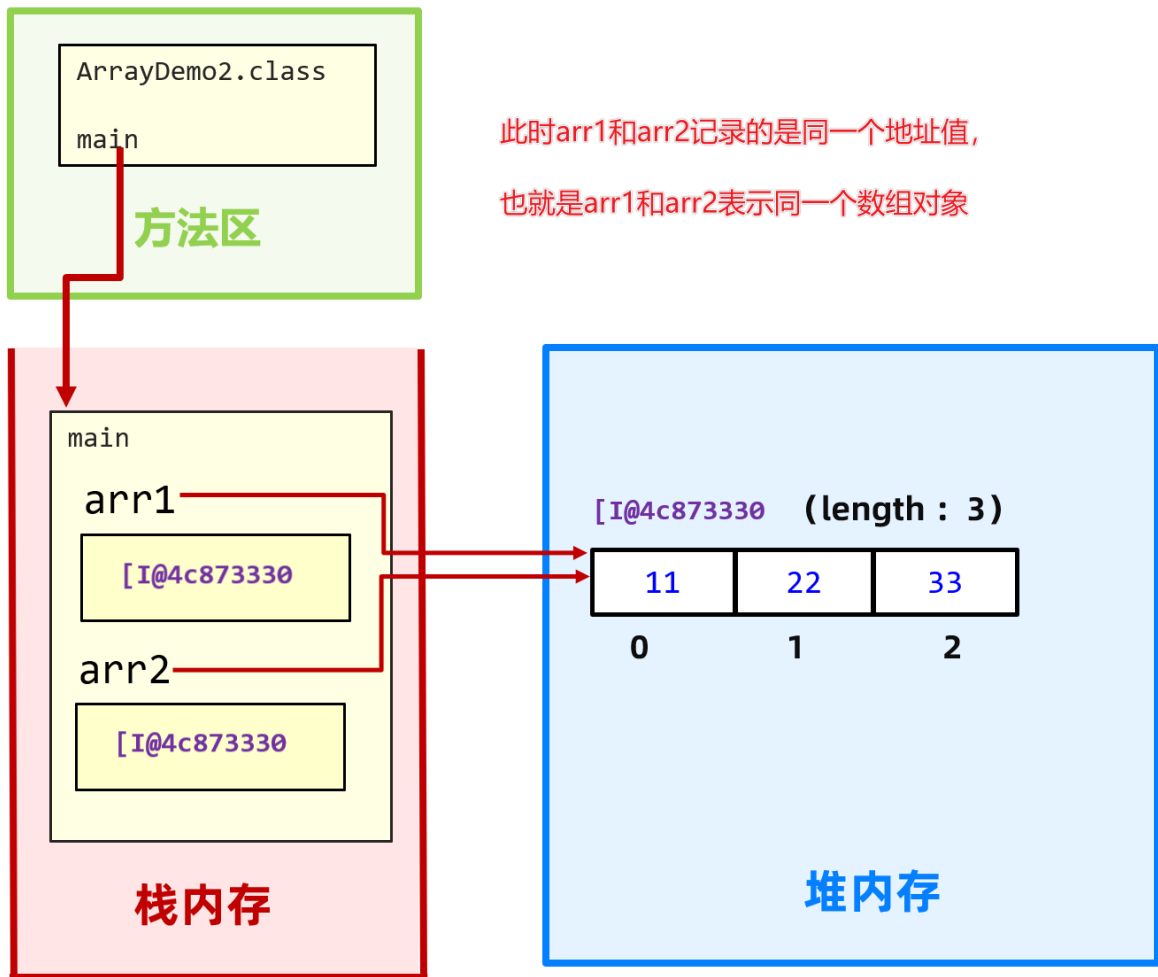 ArrayDemo2.class
main
方法区
此时arr1和arr2记录的是同一个地址值，
也就是arr1和arr2表示同一个数组对象
main
arr1
[I@4c873330
arr2
[I@4c873330
栈内存
[I@4c873330 (length : 3)
11 22 33
0 1 2
堆内存